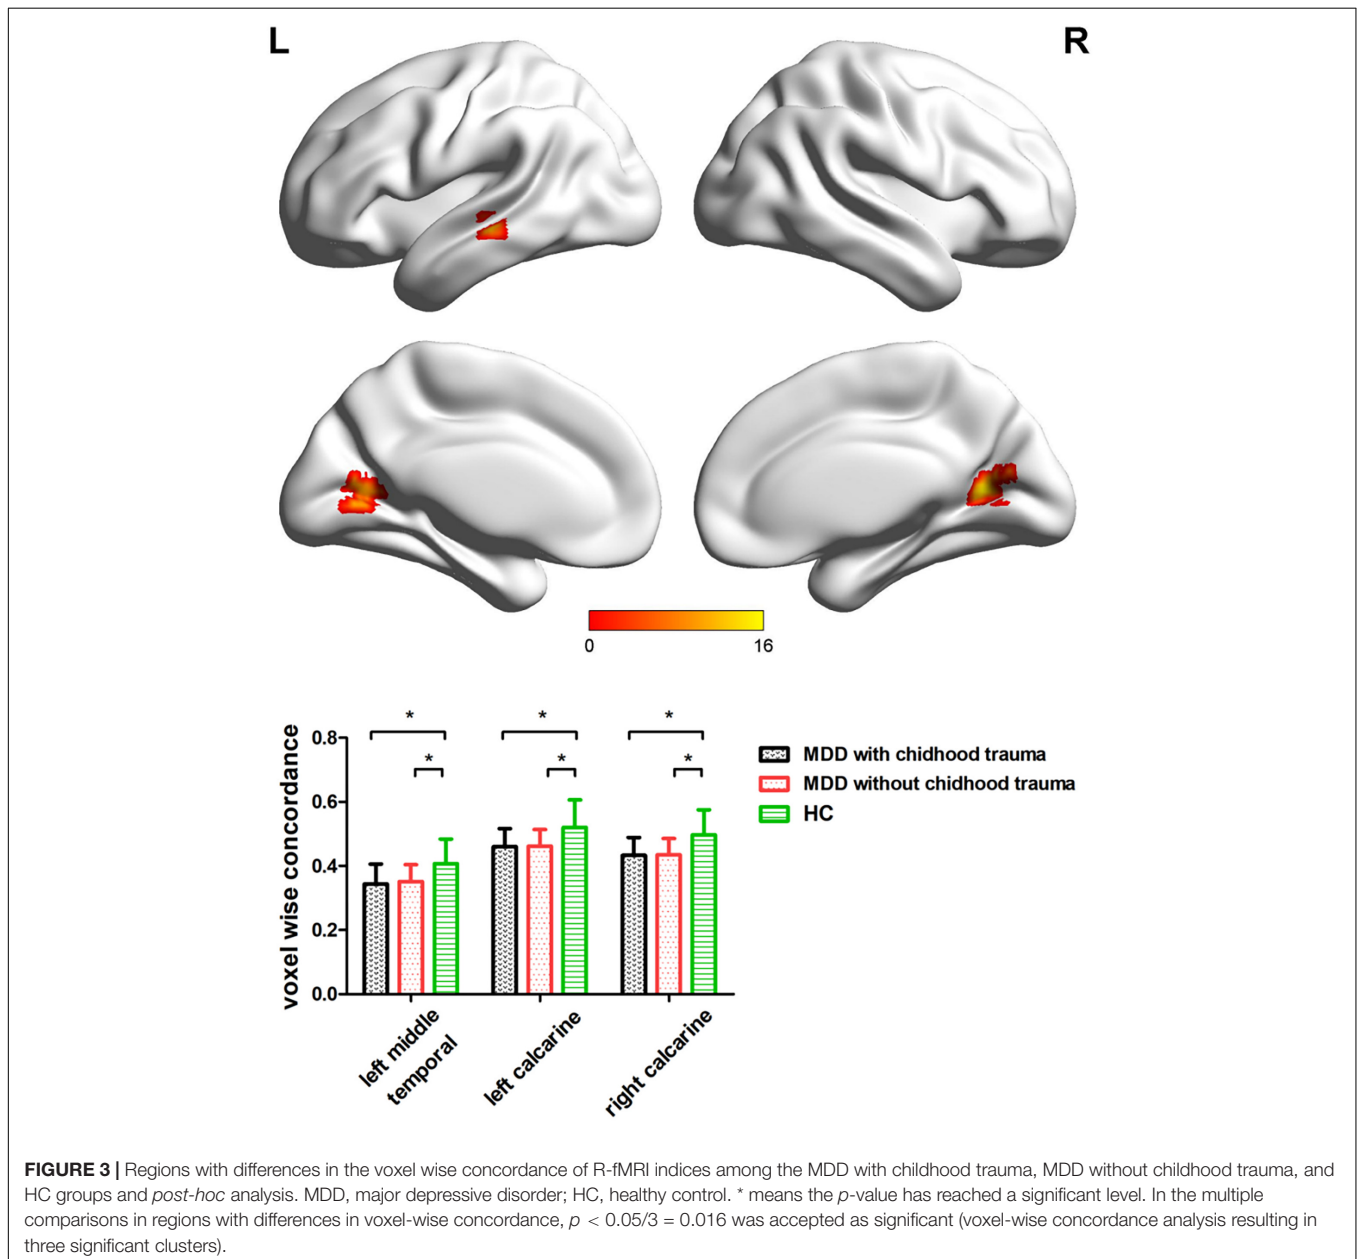 L
R
0
16
*
*
*
*
*
*
voxel wise concordance
0.8
0.6
0.4
0.2
0.0
MDD with chidhood trauma
MDD without chidhood trauma
HC
left middle
temporal
left calcarine
right calcarine
FIGURE 3 | Regions with differences in the voxel wise concordance of R-fMRI indices among the MDD with childhood trauma, MDD without childhood trauma, and
HC groups and post-hoc analysis. MDD, major depressive disorder; HC, healthy control. * means the p-value has reached a significant level. In the multiple
comparisons in regions with differences in voxel-wise concordance, p < 0.05/3 = 0.016 was accepted as significant (voxel-wise concordance analysis resulting in
three significant clusters).